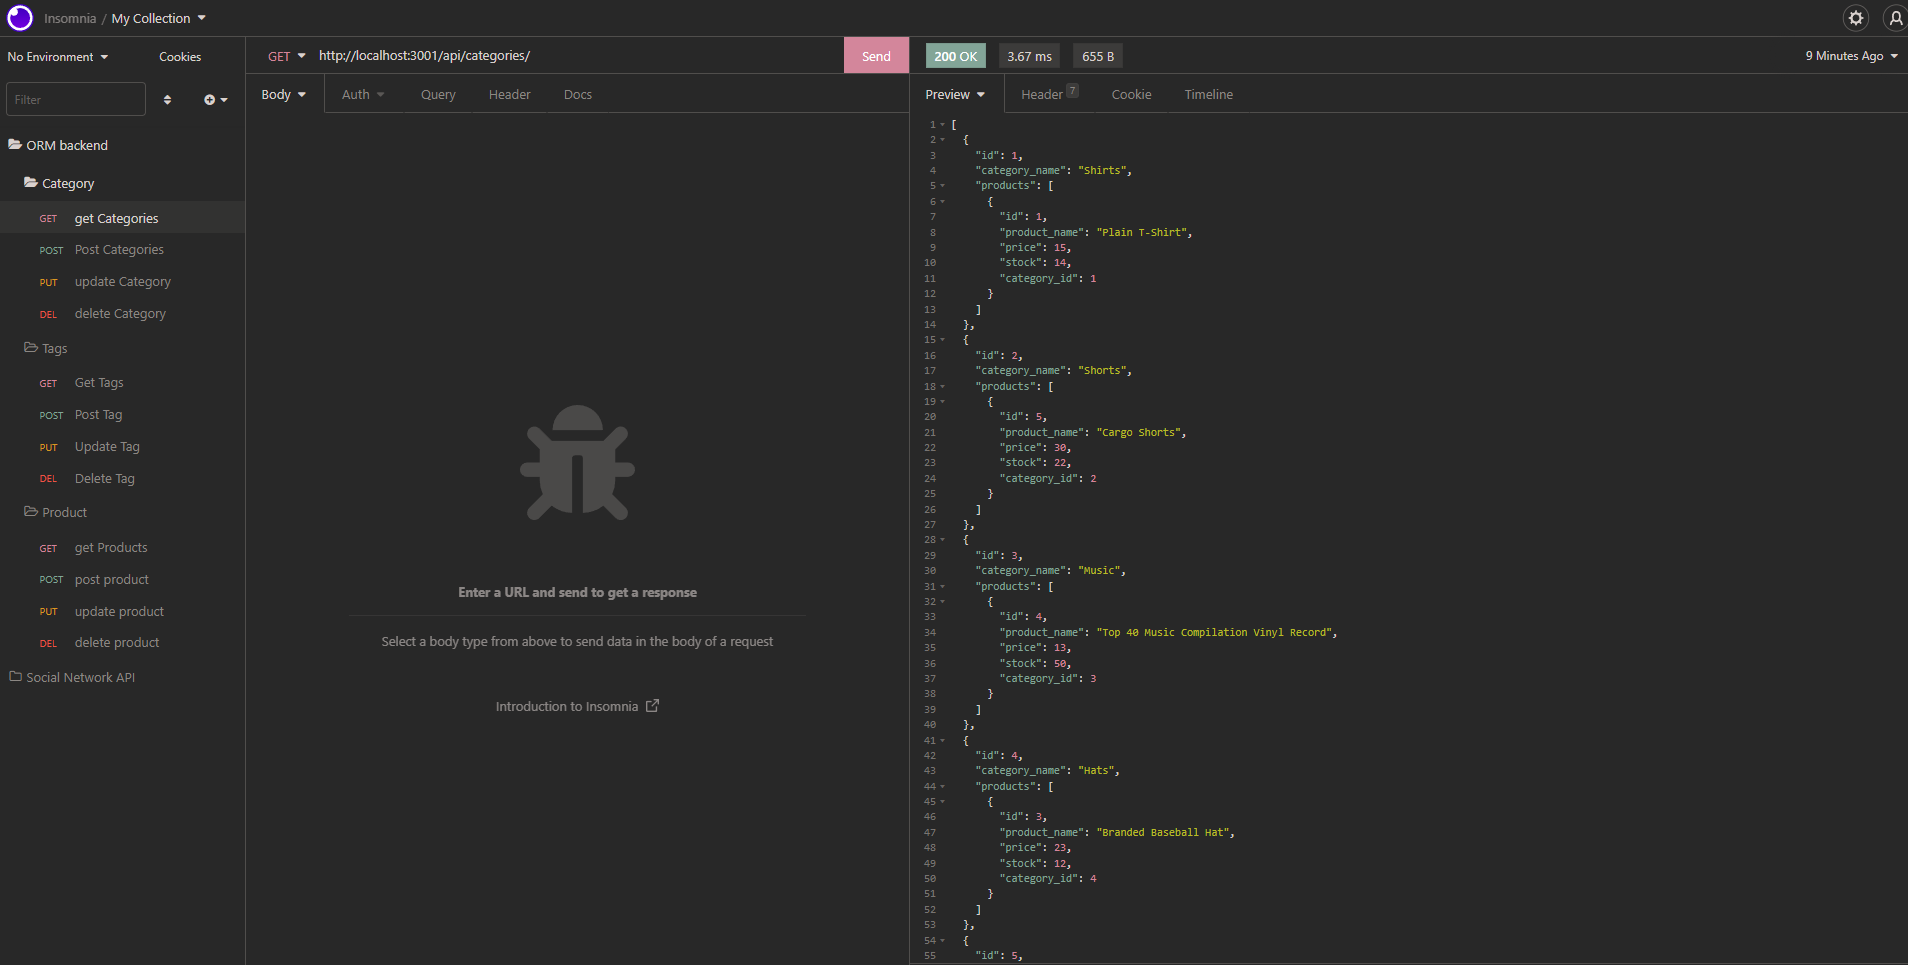 Insomnia / My Collection
No Environment
Cookies
Filter
ORM backend
Category
GET get Categories
POST Post Categories
PUT update Category
DEL delete Category
Tags
GET Get Tags
POST Post Tag
PUT Update Tag
DEL Delete Tag
Product
GET get Products
POST post product
PUT update product
DEL delete product
Social Network API
GET http://localhost:3001/api/categories/ Send
Body Auth Query Header Docs
Enter a URL and send to get a response
Select a body type from above to send data in the body of a request
Introduction to Insomnia
200 OK 3.67 ms 655 B 9 Minutes Ago
Preview Header 7 Cookie Timeline
1 [
2 {
3 "id": 1,
4 "category_name": "Shirts",
5 "products": [
6 {
7 "id": 1,
8 "product_name": "Plain T-Shirt",
9 "price": 15,
10 "stock": 14,
11 "category_id": 1
12 }
13 ]
14 },
15 {
16 "id": 2,
17 "category_name": "Shorts",
18 "products": [
19 {
20 "id": 5,
21 "product_name": "Cargo Shorts",
22 "price": 30,
23 "stock": 22,
24 "category_id": 2
25 }
26 ]
27 },
28 {
29 "id": 3,
30 "category_name": "Music",
31 "products": [
32 {
33 "id": 4,
34 "product_name": "Top 40 Music Compilation Vinyl Record",
35 "price": 13,
36 "stock": 50,
37 "category_id": 3
38 }
39 ]
40 },
41 {
42 "id": 4,
43 "category_name": "Hats",
44 "products": [
45 {
46 "id": 3,
47 "product_name": "Branded Baseball Hat",
48 "price": 23,
49 "stock": 12,
50 "category_id": 4
51 }
52 ]
53 },
54 {
55 "id": 5,